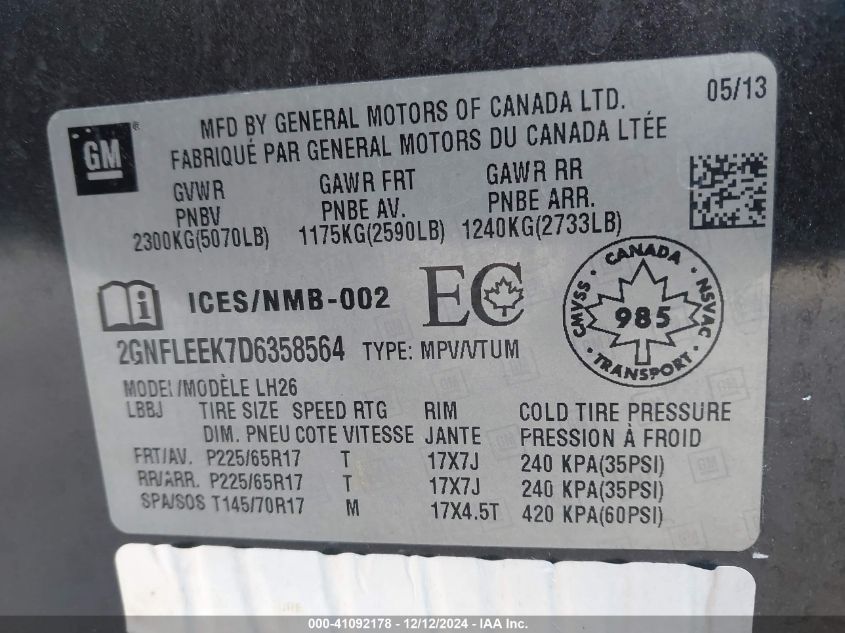 05/13
GM
®
MFD BY GENERAL MOTORS OF CANADA LTD.
FABRIQUÉ PAR GENERAL MOTORS DU CANADA LTÉE
GVWR GAWR FRT GAWR RR
PNBV PNBE AV. PNBE ARR.
2300KG(5070LB) 1175KG(2590LB) 1240KG(2733LB)
i ICES/NMB-002 EC
CANADA
CMVSS 985 NSVAC
TRANSPORT
2GNFLEEK7D6358564 TYPE: MPV/VTUM
MODEL/MODÈLE LH26
LBBJ TIRE SIZE SPEED RTG RIM COLD TIRE PRESSURE
DIM. PNEU COTE VITESSE JANTE PRESSION À FROID
FRT/AV. P225/65R17 T 17X7J 240 KPA(35PSI)
RR/ARR. P225/65R17 T 17X7J 240 KPA(35PSI)
SPA/SOS T145/70R17 M 17X4.5T 420 KPA(60PSI)
000-41092178 - 12/12/2024 - IAA Inc.